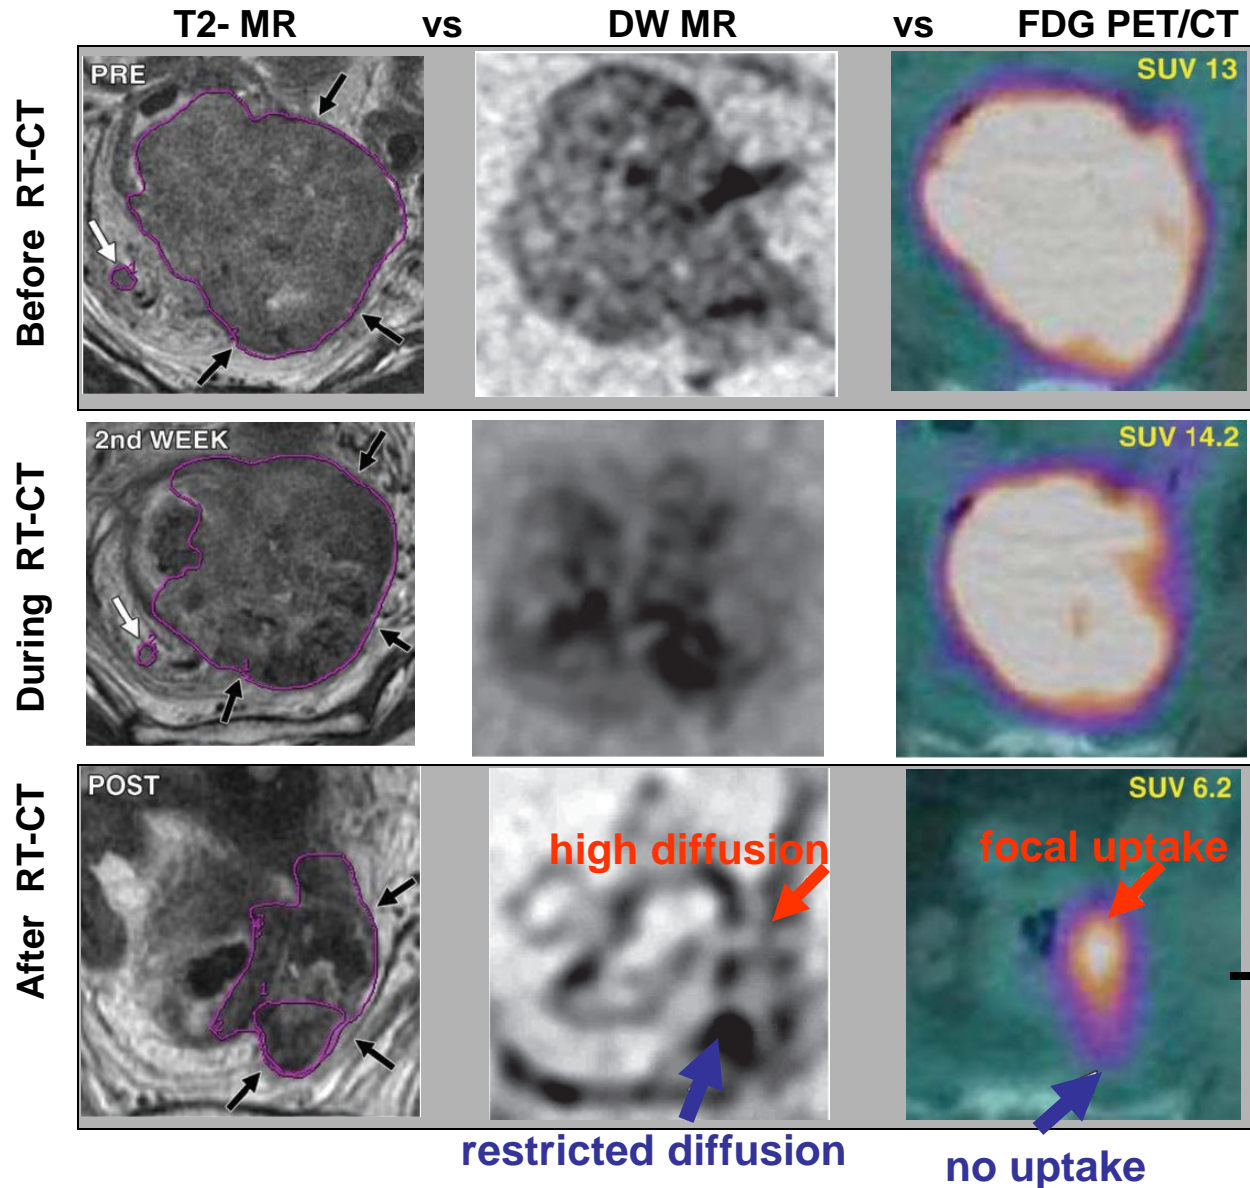 T2- MR vs DW MR vs FDG PET/CT
Before RT-CT
PRE
SUV 13
During RT-CT
2nd WEEK
SUV 14.2
After RT-CT
POST
SUV 6.2
high diffusion
focal uptake
restricted diffusion
no uptake